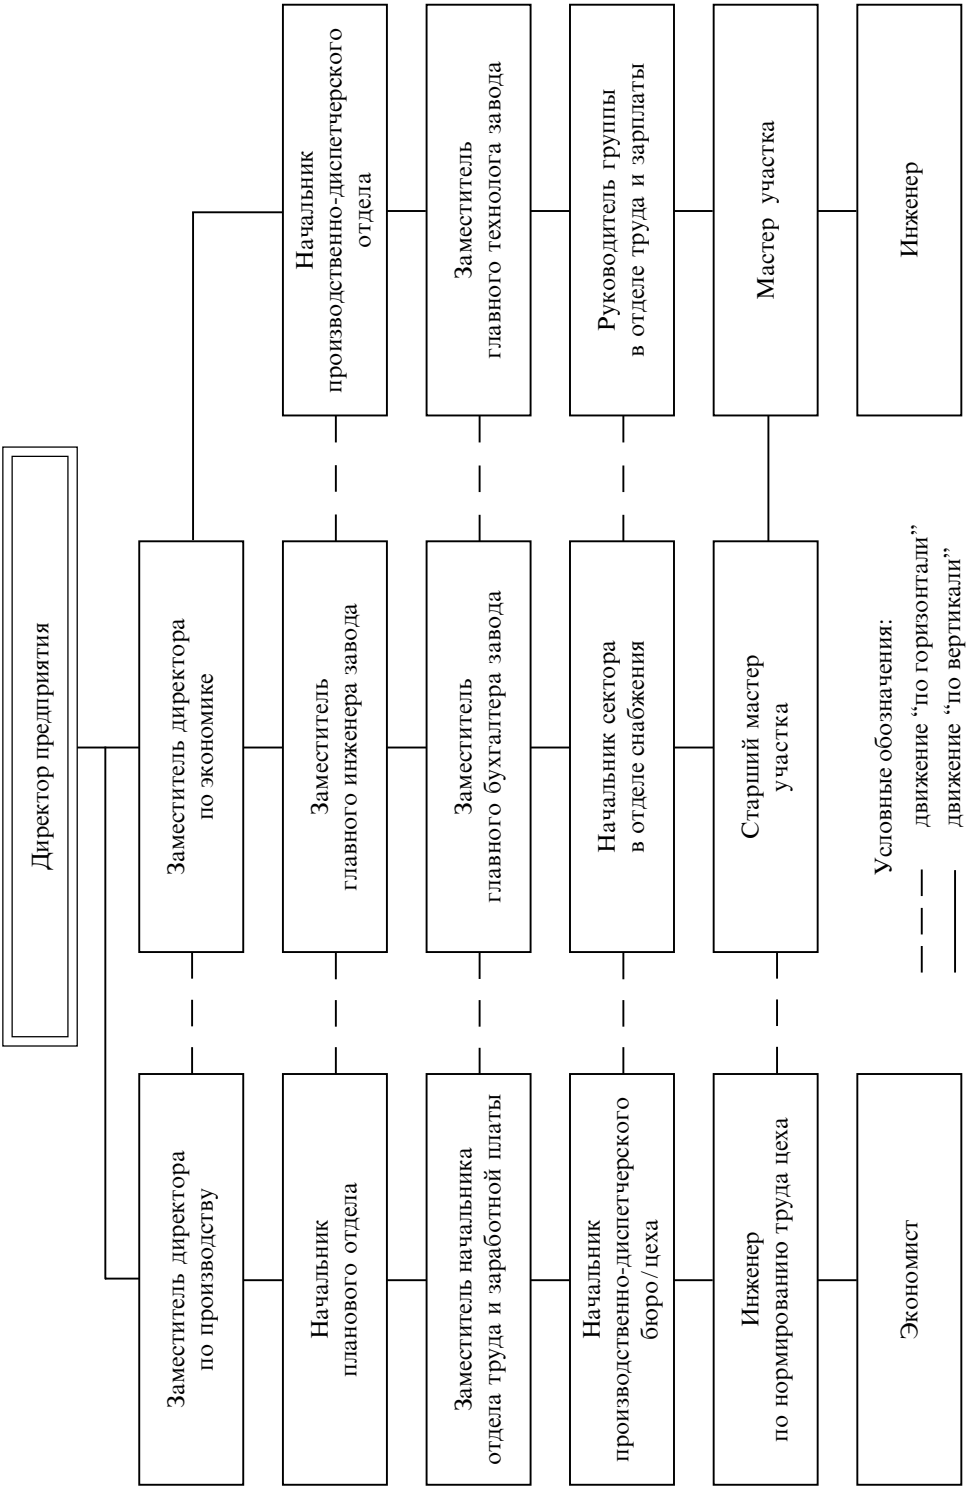 Директор предприятия
Заместитель директора
по производству
Заместитель директора
по экономике
Начальник
планового отдела
Заместитель
главного инженера завода
Начальник
производственно-диспетчерского
отдела
Заместитель начальника
отдела труда и заработной платы
Заместитель
главного бухгалтера завода
Заместитель
главного технолога завода
Начальник
производственно-диспетчерского
бюро/цеха
Начальник сектора
в отделе снабжения
Руководитель группы
в отделе труда и зарплаты
Инженер
по нормированию труда цеха
Старший мастер
участка
Мастер участка
Экономист
Инженер
Условные обозначения:
движение “по горизонтали”
движение “по вертикали”